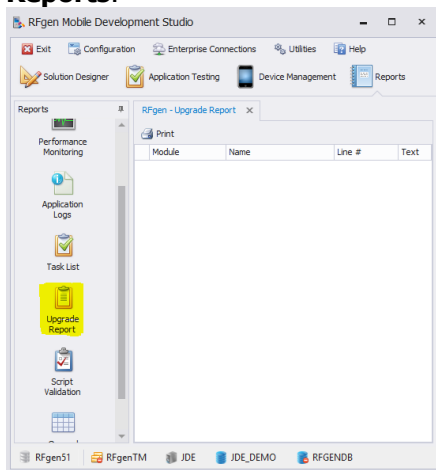 Reports.
RFgen Mobile Development Studio
Exit Configuration Enterprise Connections Utilities Help
Solution Designer Application Testing Device Management Reports
Reports
RFgen - Upgrade Report
Print
Module Name Line # Text
Performance
Monitoring
Application
Logs
Task List
Upgrade
Report
Script
Validation
RFgen51 RFgenTM JDE JDE_DEMO RFGENDB